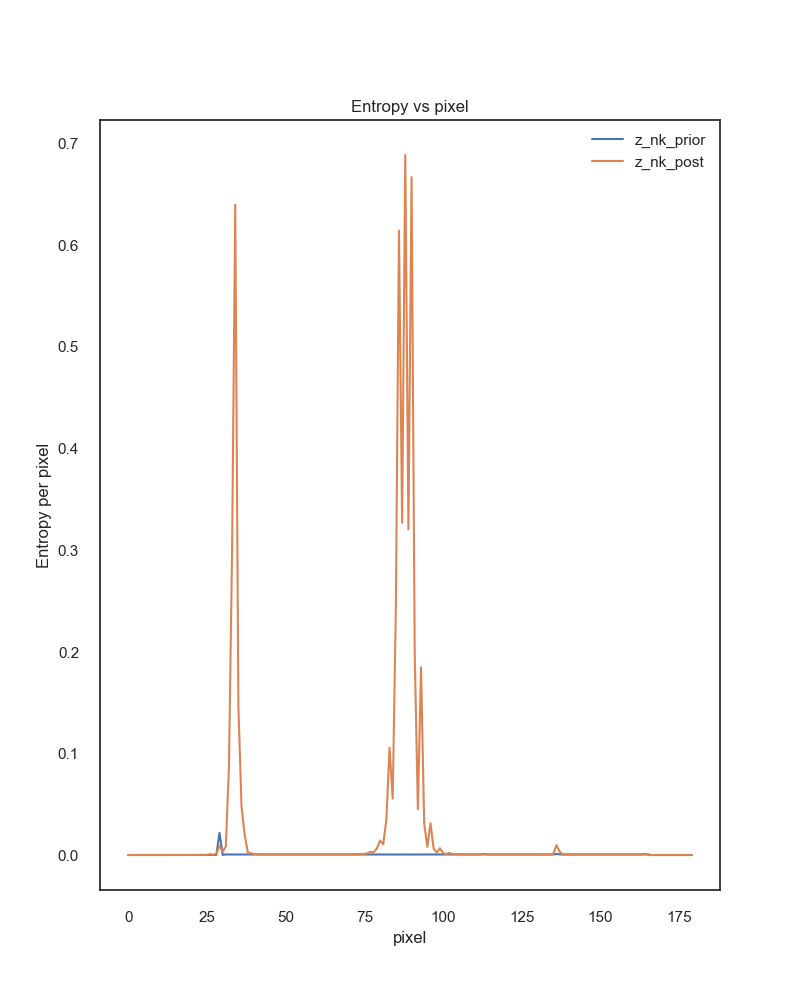 Entropy vs pixel
z_nk_prior
z_nk_post
Entropy per pixel
0.7
0.6
0.5
0.4
0.3
0.2
0.1
0.0
0 25 50 75 100 125 150 175
pixel